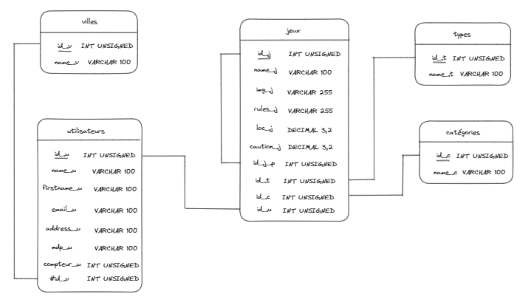 villes
id_v INT UNSIGNED
name_v VARCHAR 100
utilisateurs
id_u INT UNSIGNED
name_u VARCHAR 100
firstname_u VARCHAR 100
email_u VARCHAR 100
address_u VARCHAR 100
mdp_u VARCHAR 100
compteur_u INT UNSIGNED
#id_v INT UNSIGNED
jeux
id_j INT UNSIGNED
name_j VARCHAR 100
img_j VARCHAR 255
rules_j VARCHAR 255
loc_j DECIMAL 3,2
caution_j DECIMAL 3,2
id_j_p INT UNSIGNED
id_t INT UNSIGNED
id_c INT UNSIGNED
id_u INT UNSIGNED
types
id_t INT UNSIGNED
name_t VARCHAR 100
catégories
id_c INT UNSIGNED
name_c VARCHAR 100